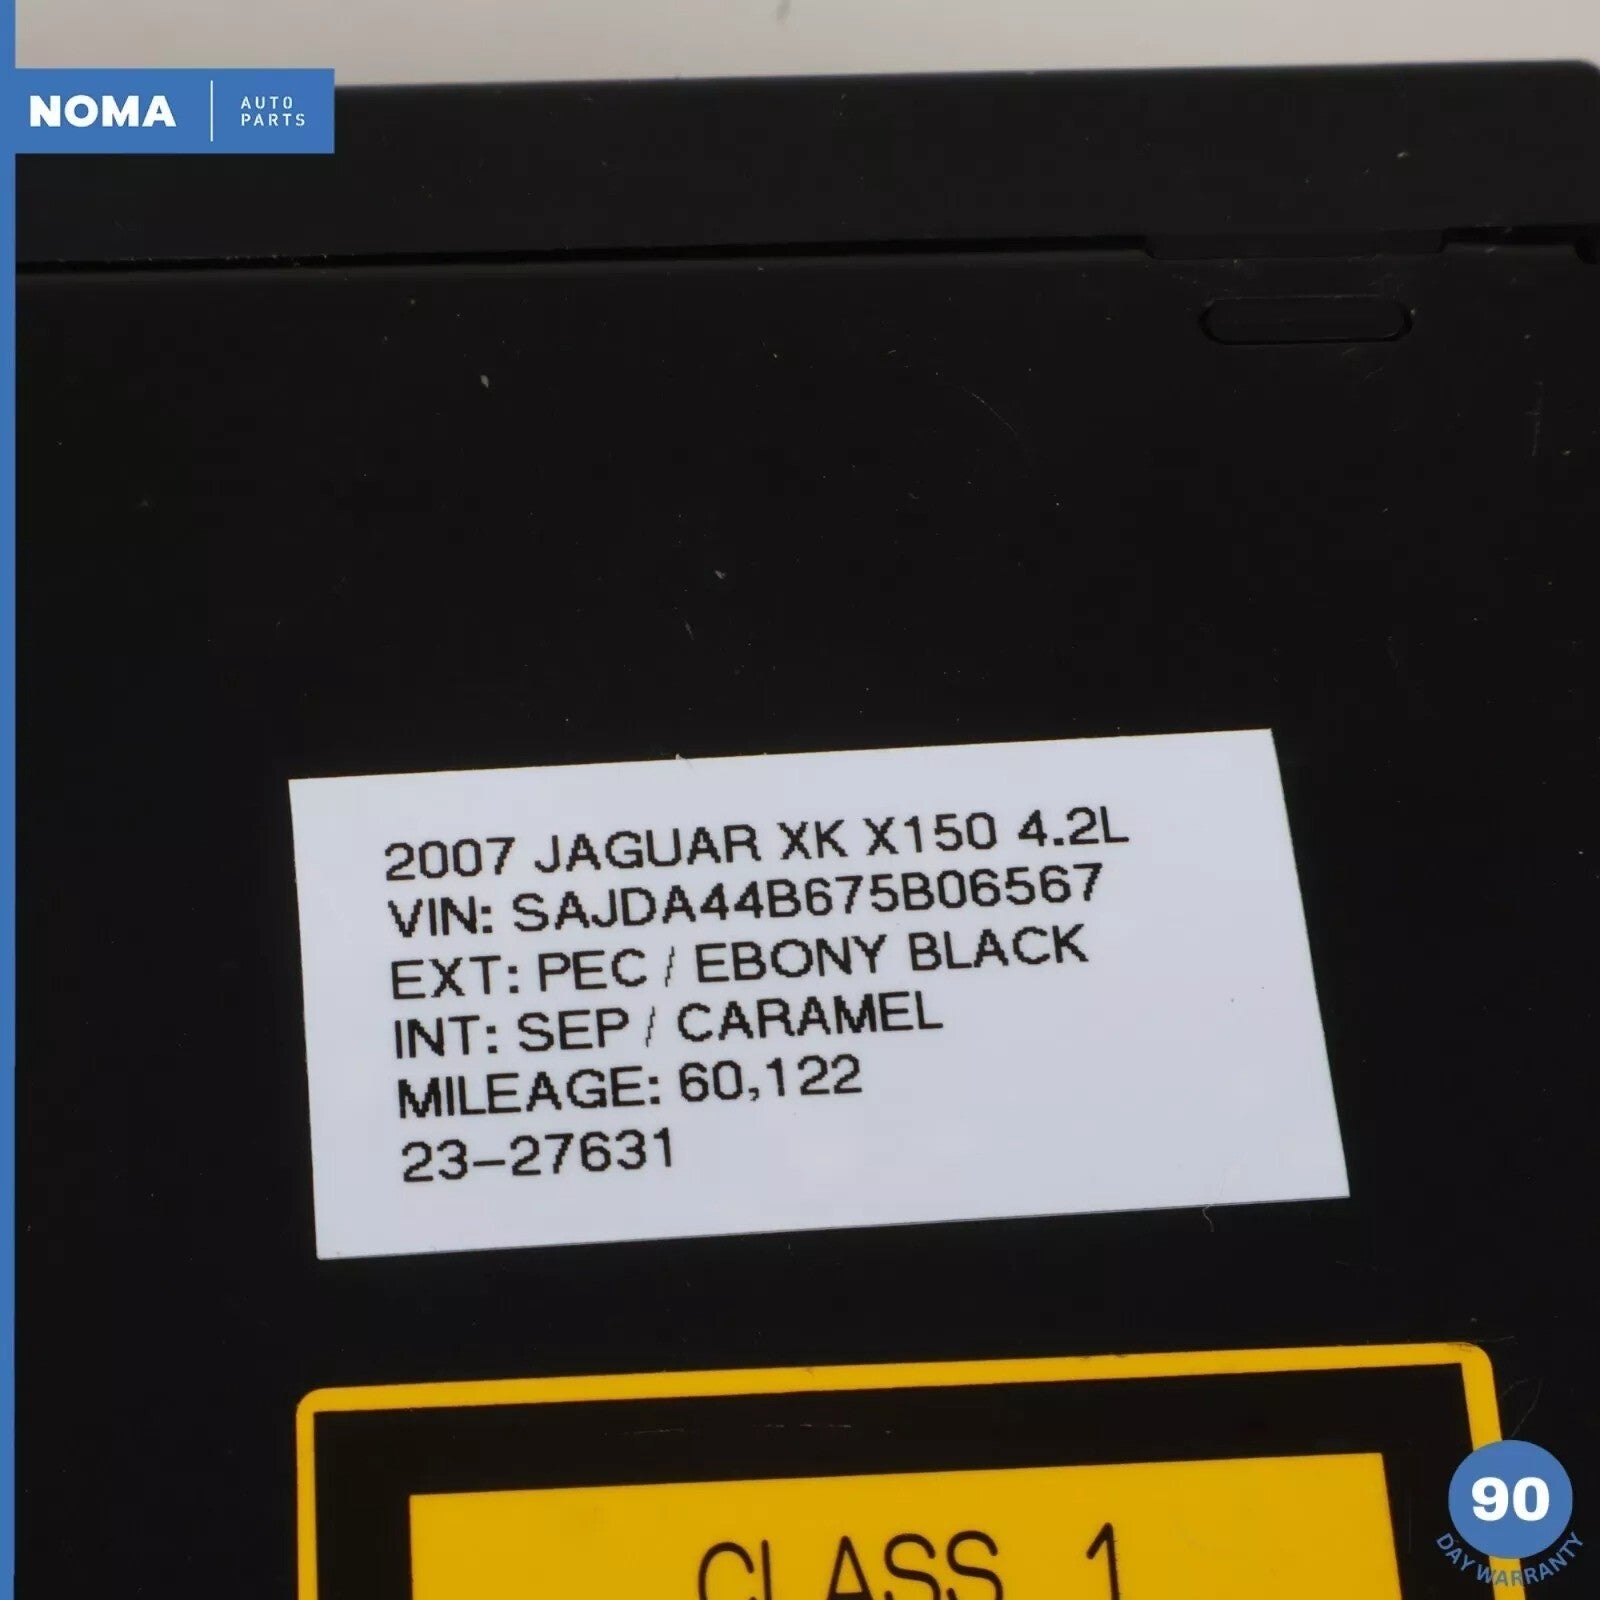 NOMA
AUTO
PARTS
2007 JAGUAR XK X150 4.2L
VIN: SAJDA44B675B06567
EXT: PEC / EBONY BLACK
INT: SEP / CARAMEL
MILEAGE: 60,122
23-27631
CLASS 1
90
DAY WARRANTY